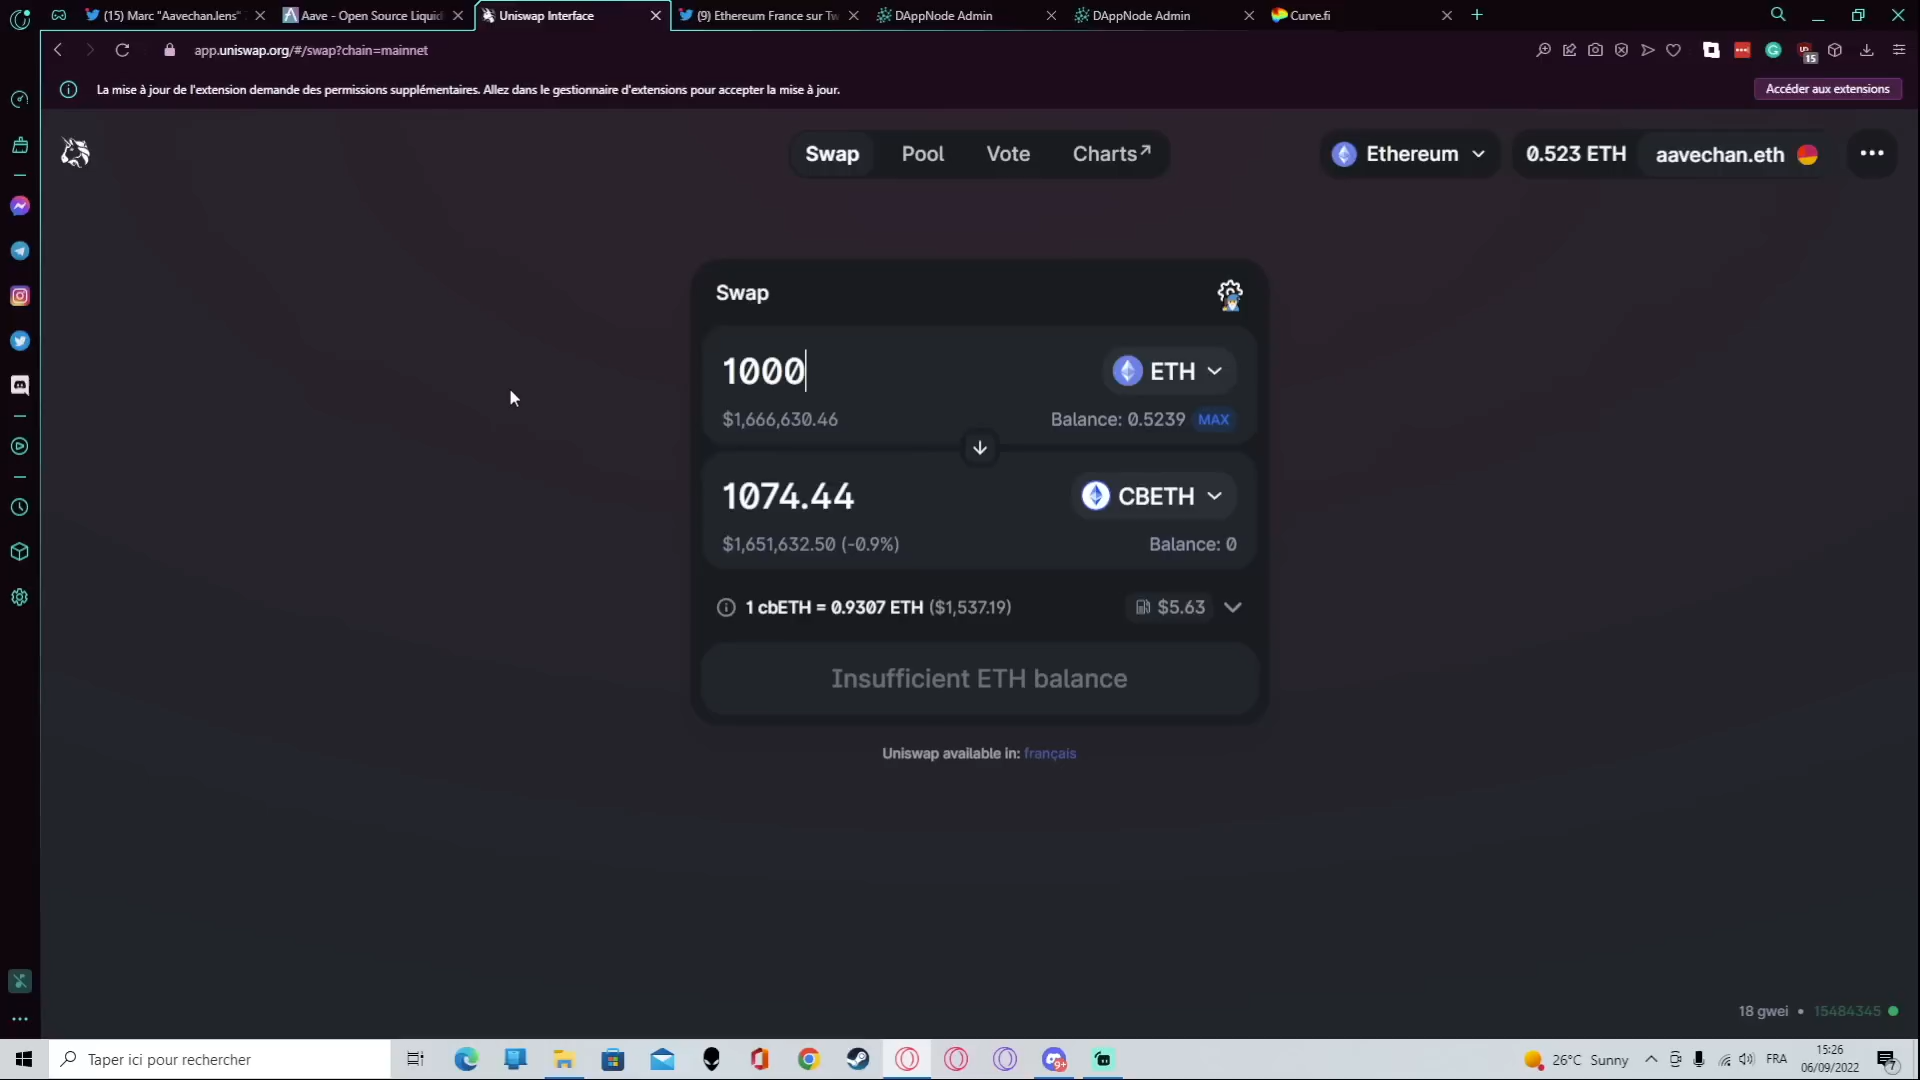 (15) Marc "Aavechan.lens"
Aave - Open Source Liquid
Uniswap Interface
(9) Ethereum France sur Tw
DAppNode Admin
DAppNode Admin
Curve.fi
app.uniswap.org/#/swap?chain=mainnet
15
La mise à jour de l'extension demande des permissions supplémentaires. Allez dans le gestionnaire d'extensions pour accepter la mise à jour.
Accéder aux extensions
Swap
Pool
Vote
Charts↗
Ethereum
0.523 ETH
aavechan.eth
Swap
1000
ETH
$1,666,630.46
Balance: 0.5239 MAX
1074.44
CBETH
$1,651,632.50 (-0.9%)
Balance: 0
1 cbETH = 0.9307 ETH ($1,537.19)
$5.63
Insufficient ETH balance
Uniswap available in: français
18 gwei • 15484345
Taper ici pour rechercher
9+
26°C Sunny
FRA
15:26
06/09/2022
7